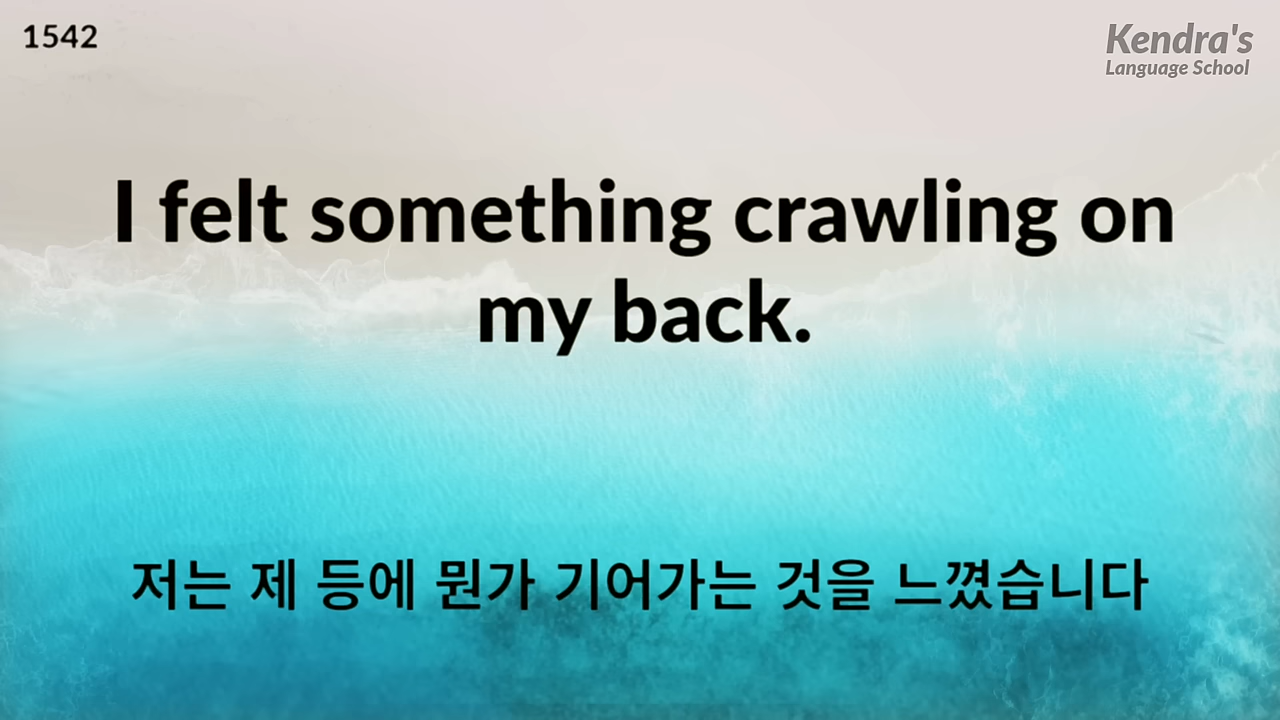 1542
Kendra's
Language School
I felt something crawling on
my back.
저는 제 등에 뭔가 기어가는 것을 느꼈습니다